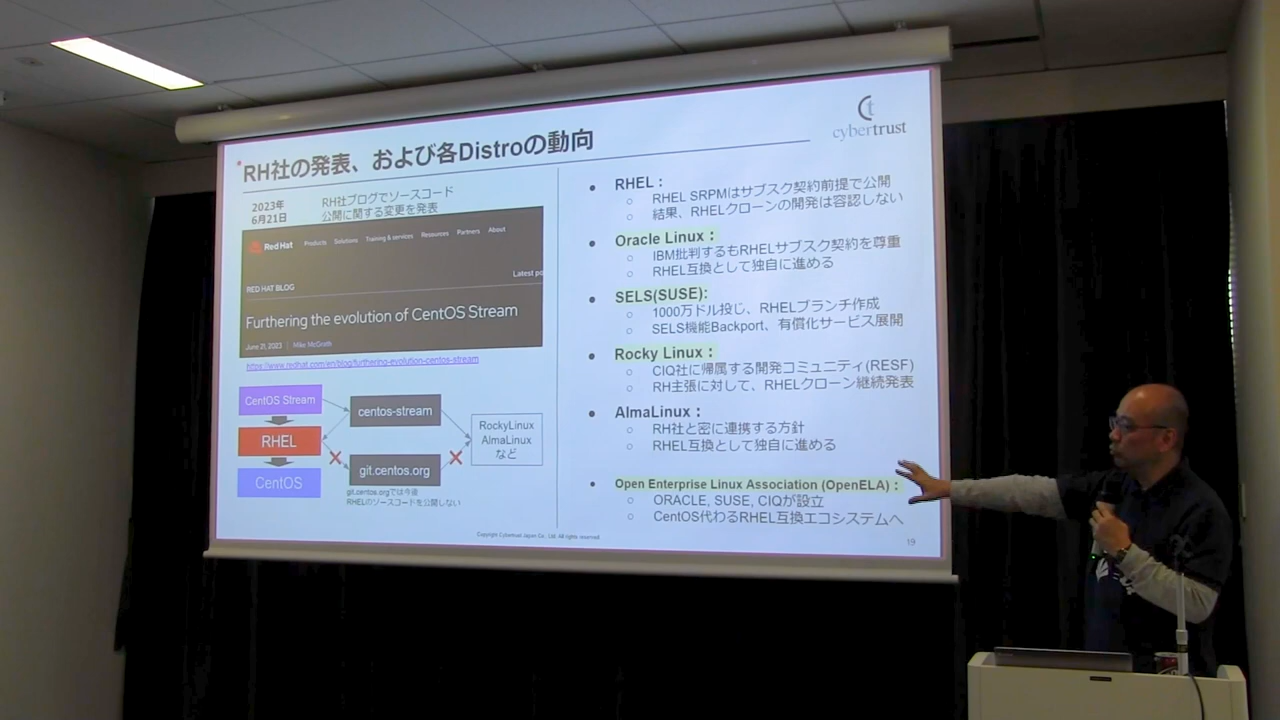 cybertrust
RH社の発表、および各Distroの動向
2023年
6月21日
RH社ブログでソースコード
公開に関する変更を発表
Red Hat
Products Solutions Training & services Resources Partners About
Latest po
RED HAT BLOG
Furthering the evolution of CentOS Stream
June 21, 2023 | Mike McGrath
https://www.redhat.com/en/blog/furthering-evolution-centos-stream
CentOS Stream
RHEL
CentOS
centos-stream
git.centos.org
git.centos.orgでは今後
RHELのソースコードを公開しない
RockyLinux
AlmaLinux
など
● RHEL：
○ RHEL SRPMはサブスク契約前提で公開
○ 結果、RHELクローンの開発は容認しない
● Oracle Linux：
○ IBM批判するもRHELサブスク契約を尊重
○ RHEL互換として独自に進める
● SELS(SUSE):
○ 1000万ドル投じ、RHELブランチ作成
○ SELS機能Backport、有償化サービス展開
● Rocky Linux：
○ CIQ社に帰属する開発コミュニティ(RESF)
○ RH主張に対して、RHELクローン継続発表
● AlmaLinux：
○ RH社と密に連携する方針
○ RHEL互換として独自に進める
● Open Enterprise Linux Association (OpenELA)：
○ ORACLE, SUSE, CIQが設立
○ CentOS代わるRHEL互換エコシステムへ
Copyright Cybertrust Japan Co., Ltd. All rights reserved.
19